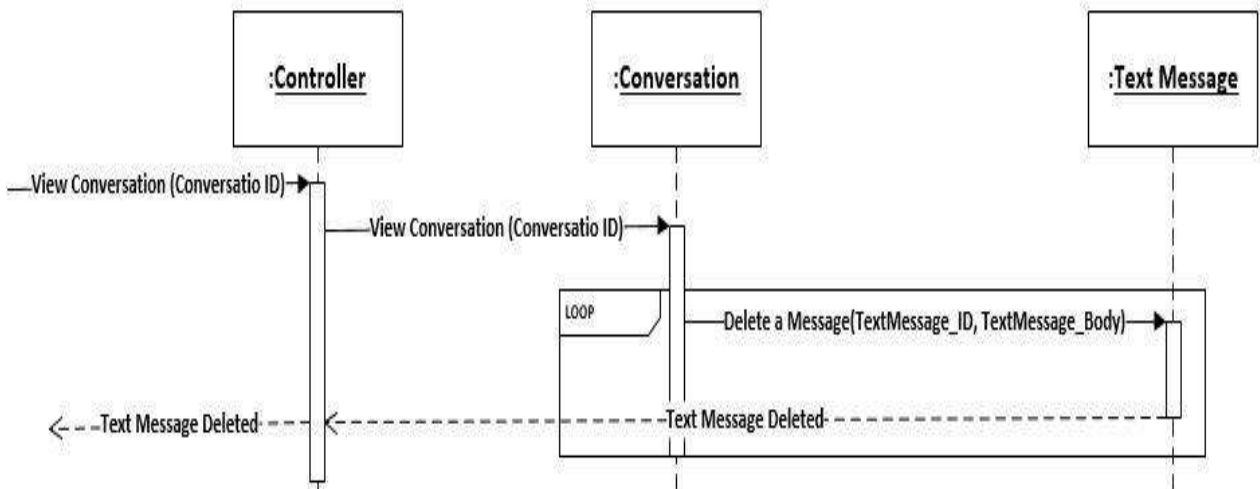 :Controller
:Conversation
:Text Message
View Conversation (Conversatio ID)
View Conversation (Conversatio ID)
LOOP
Delete a Message(TextMessage_ID, TextMessage_Body)
Text Message Deleted
Text Message Deleted